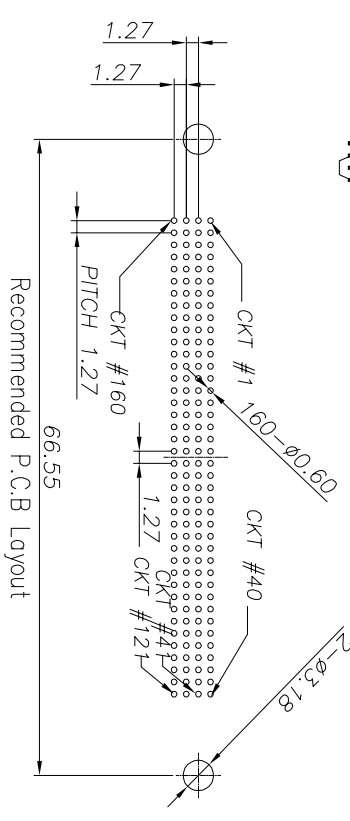 1.27
1.27
CKT #1
160-Ø0.60
CKT #40
2-Ø3.18
PITCH 1.27
CKT #160
1.27
CKT #41
CKT #121
66.55
Recommended P.C.B Layout